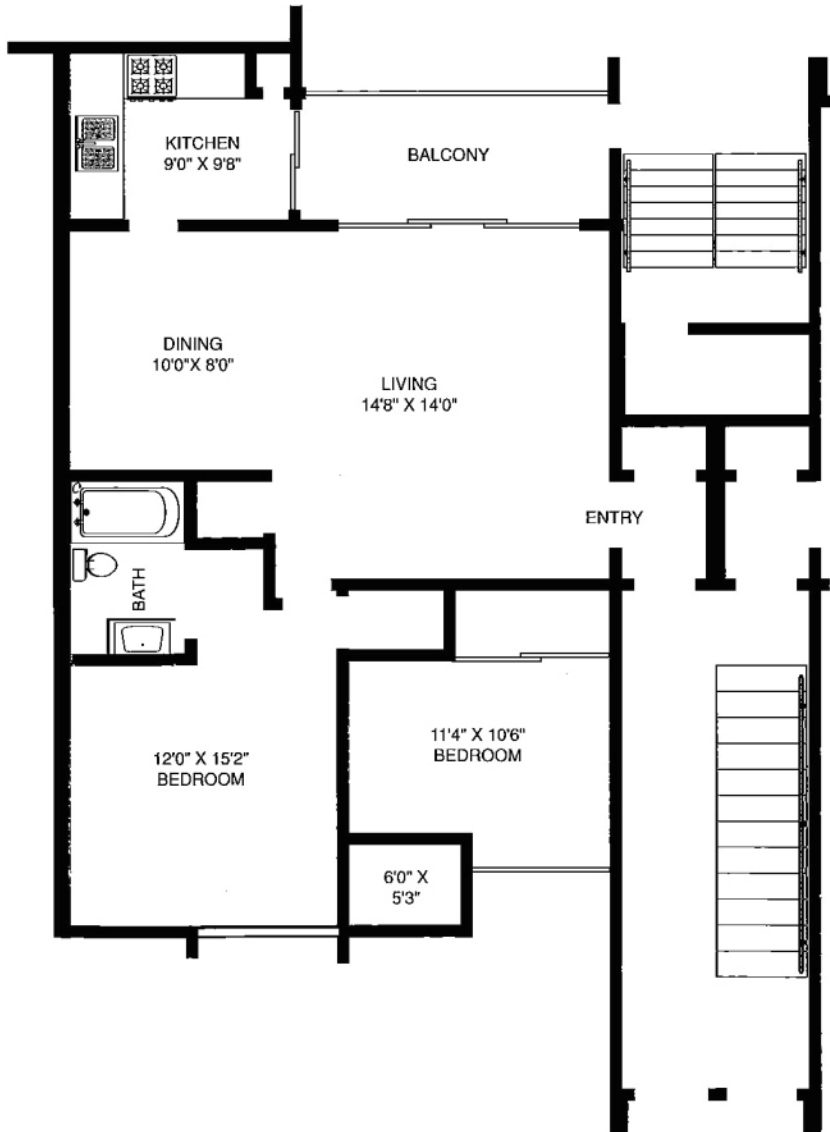 KITCHEN
9'0" X 9'8"
BALCONY
DINING
10'0"X 8'0"
LIVING
14'8" X 14'0"
ENTRY
BATH
12'0" X 15'2"
BEDROOM
11'4" X 10'6"
BEDROOM
6'0" X
5'3"